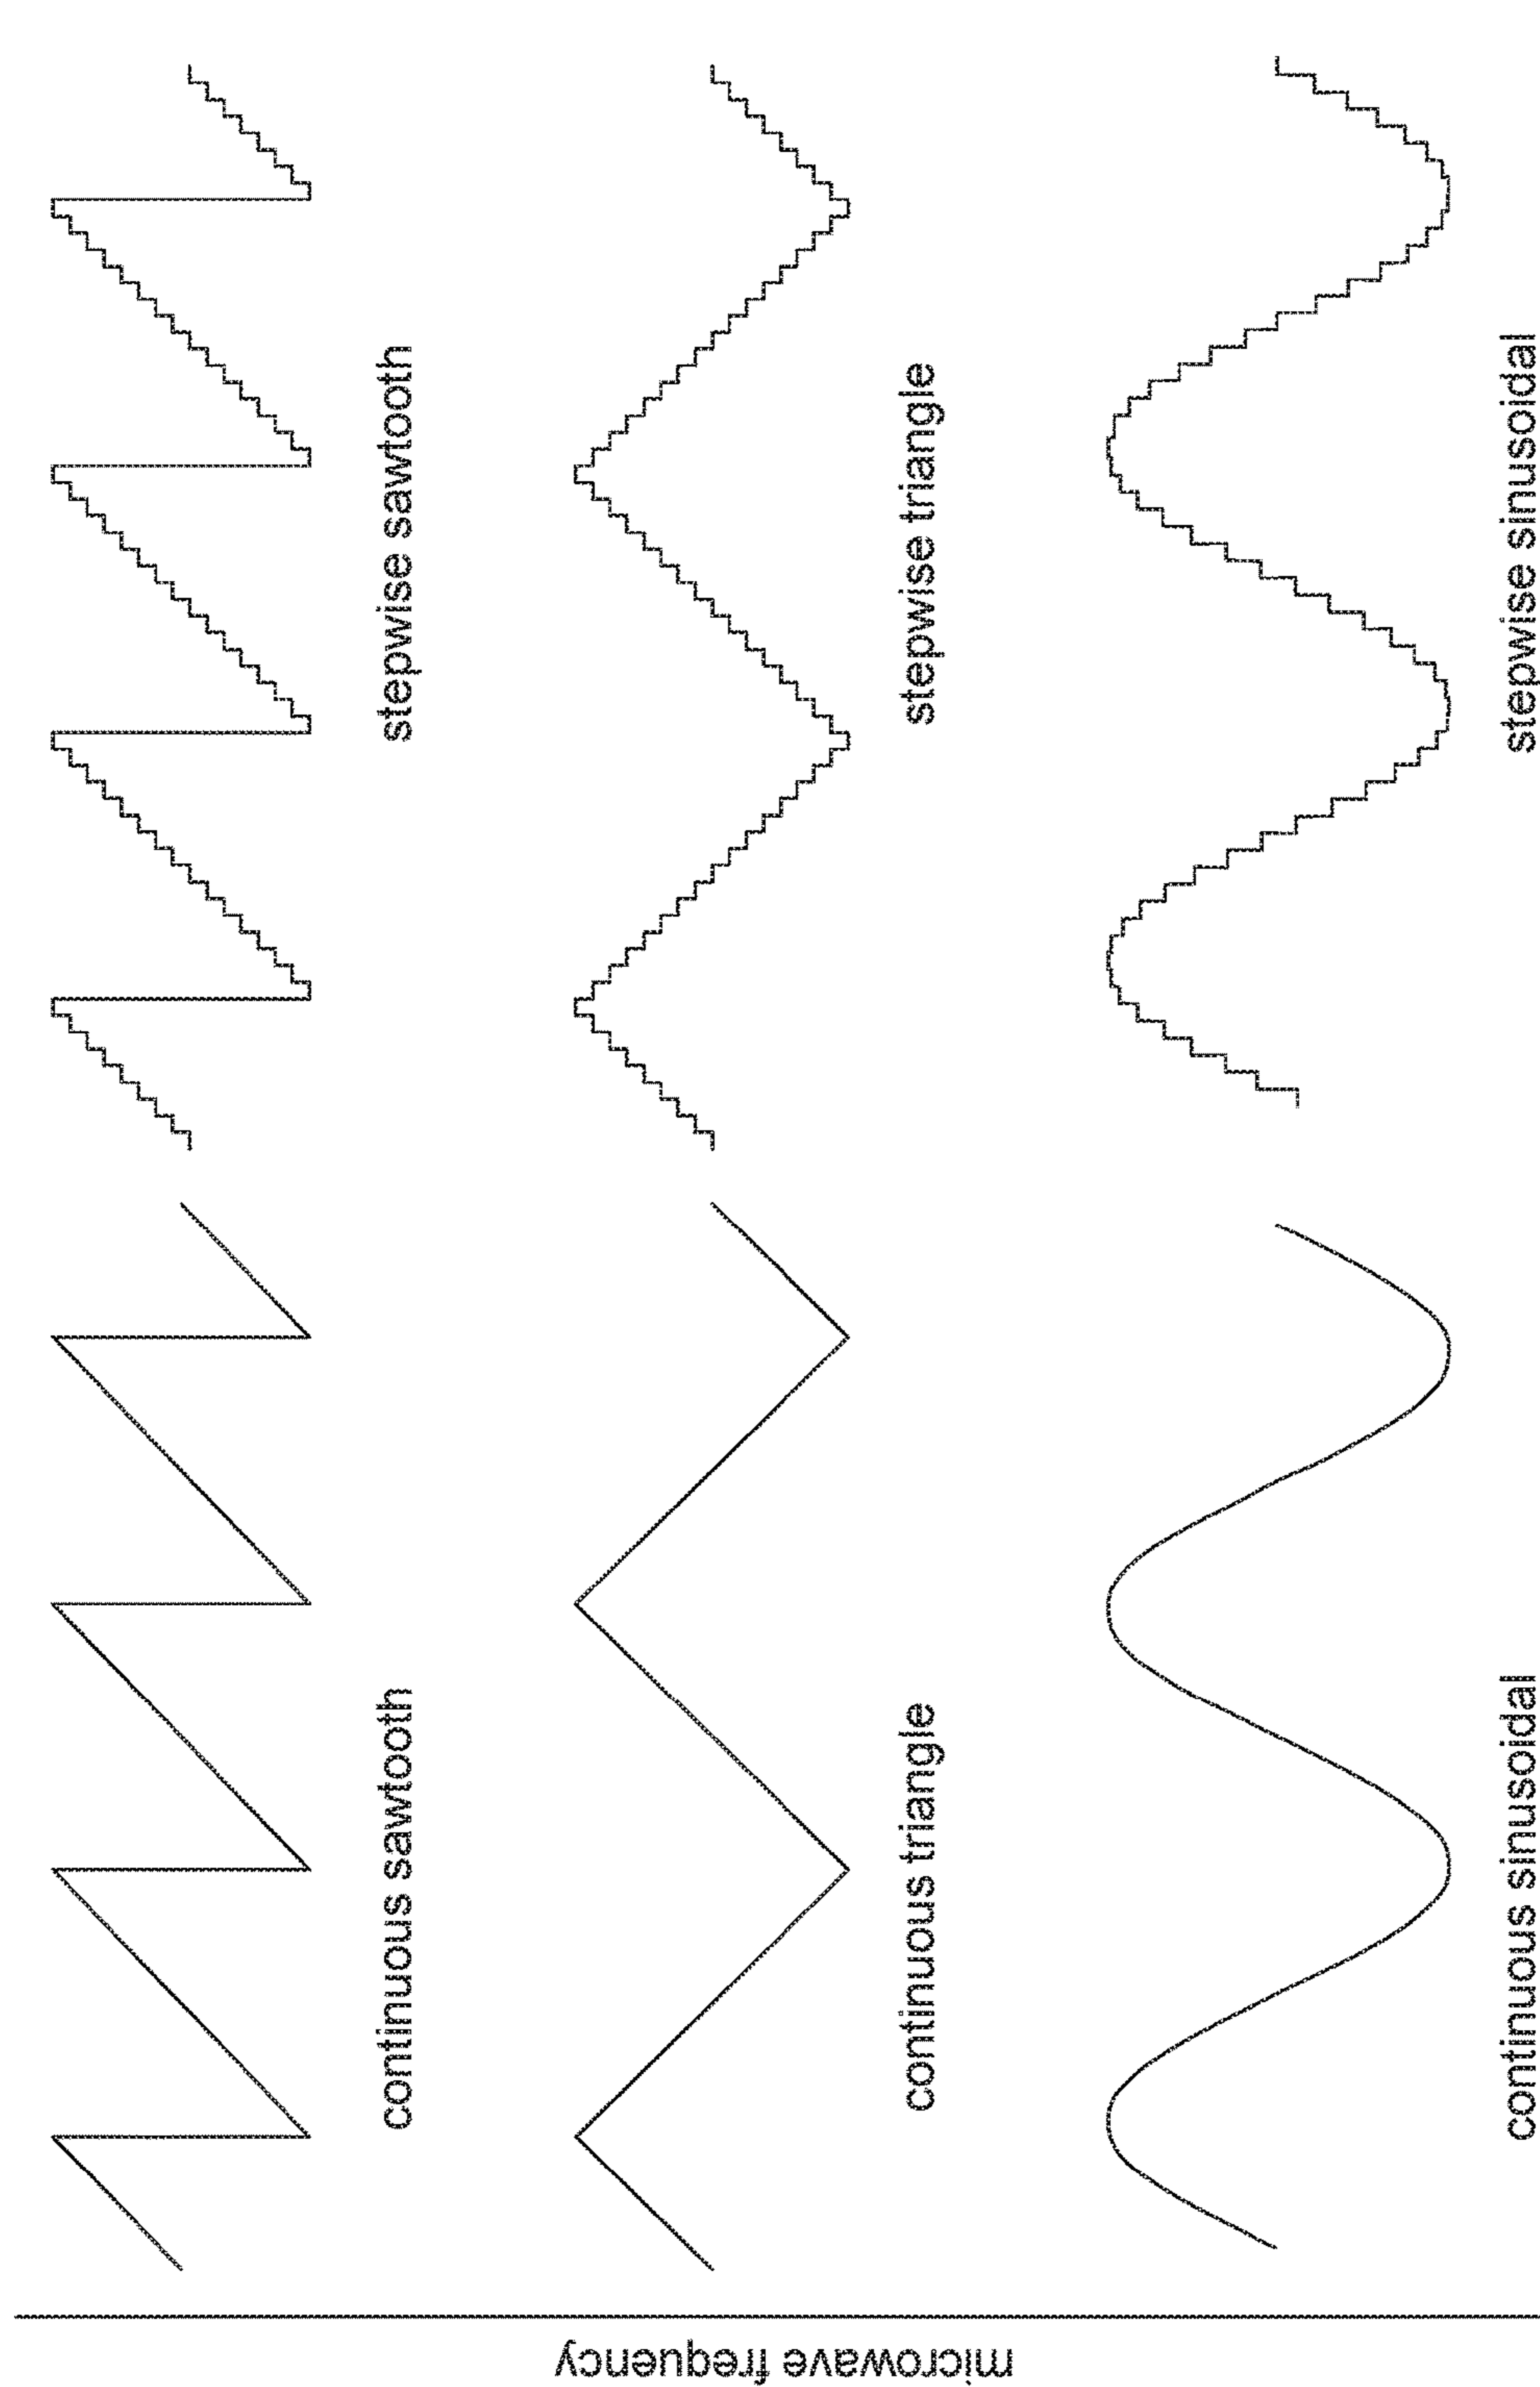 microwave frequency
continuous sawtooth
stepwise sawtooth
continuous triangle
stepwise triangle
continuous sinusoidal
stepwise sinusoidal